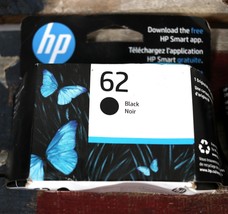 hp
Download the free
HP Smart app.
Téléchargez l'application
HP Smart gratuite.
62
Black
Noir